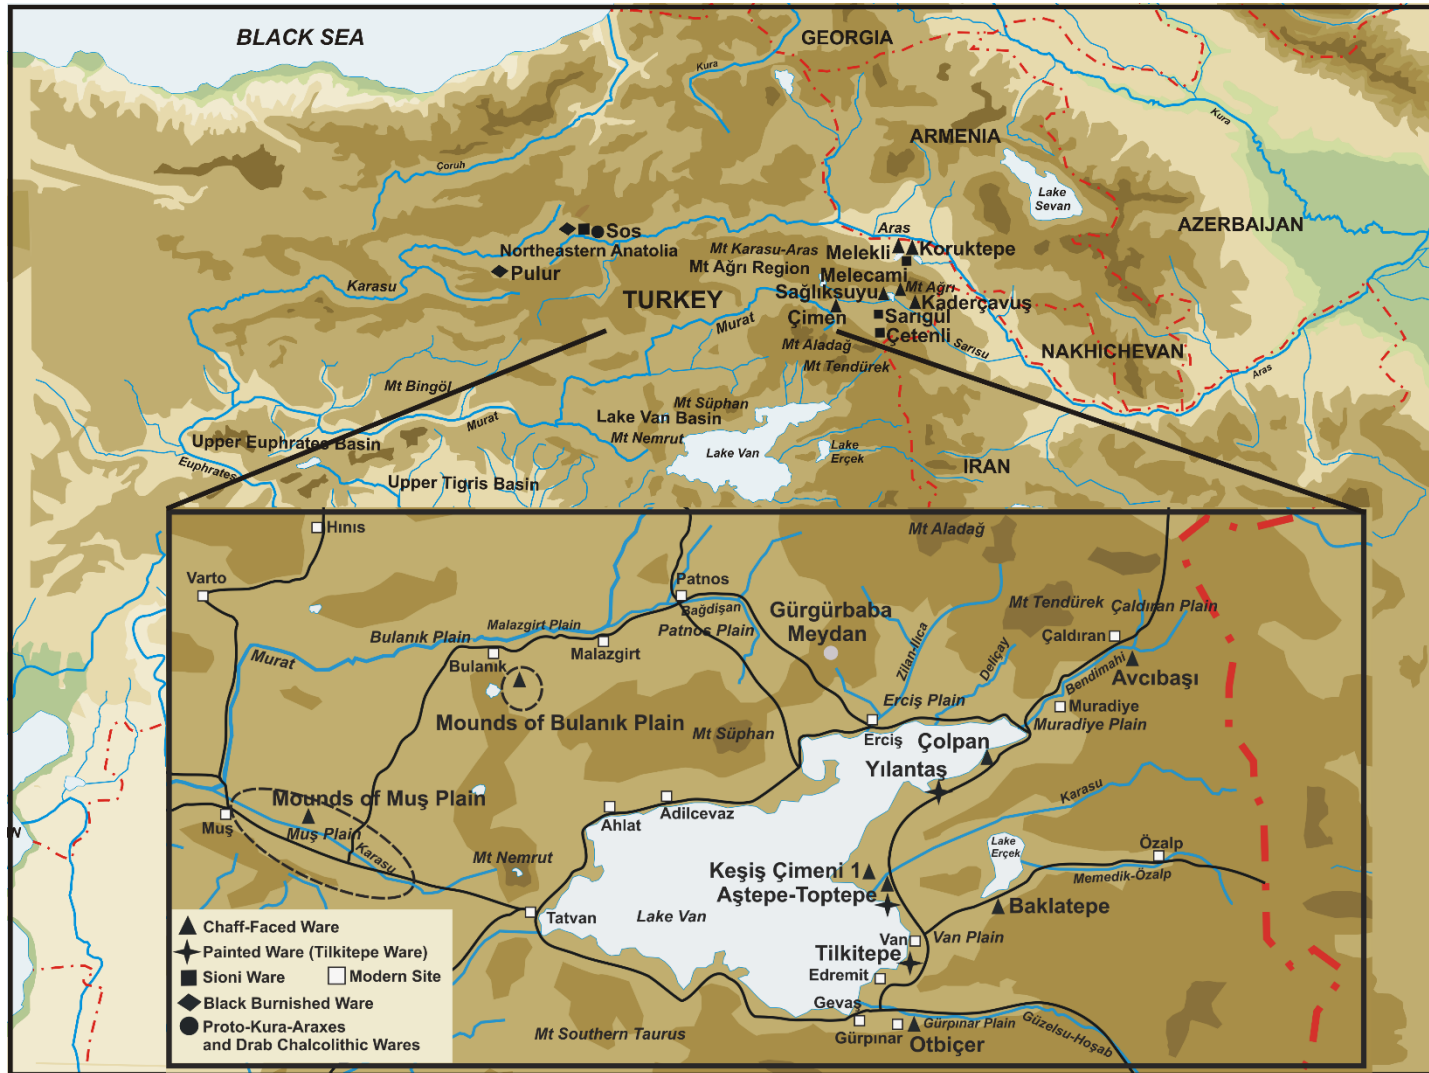 BLACK SEA
GEORGIA
Kura
Kura
ARMENIA
Çoruh
Lake
Sevan
AZERBAIJAN
Sos
Northeastern Anatolia
Aras
Mt Karasu-Aras
Melekli
Koruktepe
Pulur
Mt Ağrı Region
Melecami
Karasu
TURKEY
Sağlıksuyu
Mt Ağrı
Kaderçavuş
Çimen
Sarıgül
Murat
Çetenli
Mt Aladağ
Sarısu
NAKHICHEVAN
Mt Tendürek
Aras
Mt Bingöl
Mt Süphan
Lake Van Basin
Murat
Mt Nemrut
Upper Euphrates Basin
Lake Van
Lake
Erçek
Euphrates
IRAN
Upper Tigris Basin
Hınıs
Mt Aladağ
Varto
Patnos
Bağdişan
Gürgürbaba
Meydan
Mt Tendürek
Çaldıran Plain
Malazgirt Plain
Patnos Plain
Bulanık Plain
Zilan-Ilıca
Deliçay
Çaldıran
Malazgirt
Murat
Bulanık
Bendimahi
Avcıbaşı
Erciş Plain
Muradiye
Mounds of Bulanık Plain
Muradiye Plain
Mt Süphan
Erciş
Çolpan
Yılantaş
Mounds of Muş Plain
Karasu
Adilcevaz
Muş
Muş Plain
Ahlat
Karasu
Mt Nemrut
Lake
Erçek
Özalp
Keşiş Çimeni 1
Memedik-Özalp
Aştepe-Toptepe
Baklatepe
Tatvan
Lake Van
Van
Van Plain
Tilkitepe
Edremit
Gevaş
Gürpınar Plain
Güzelsu-Hoşab
Mt Southern Taurus
Gürpınar
Otbiçer
Chaff-Faced Ware
Painted Ware (Tilkitepe Ware)
Sioni Ware
Modern Site
Black Burnished Ware
Proto-Kura-Araxes
and Drab Chalcolithic Wares